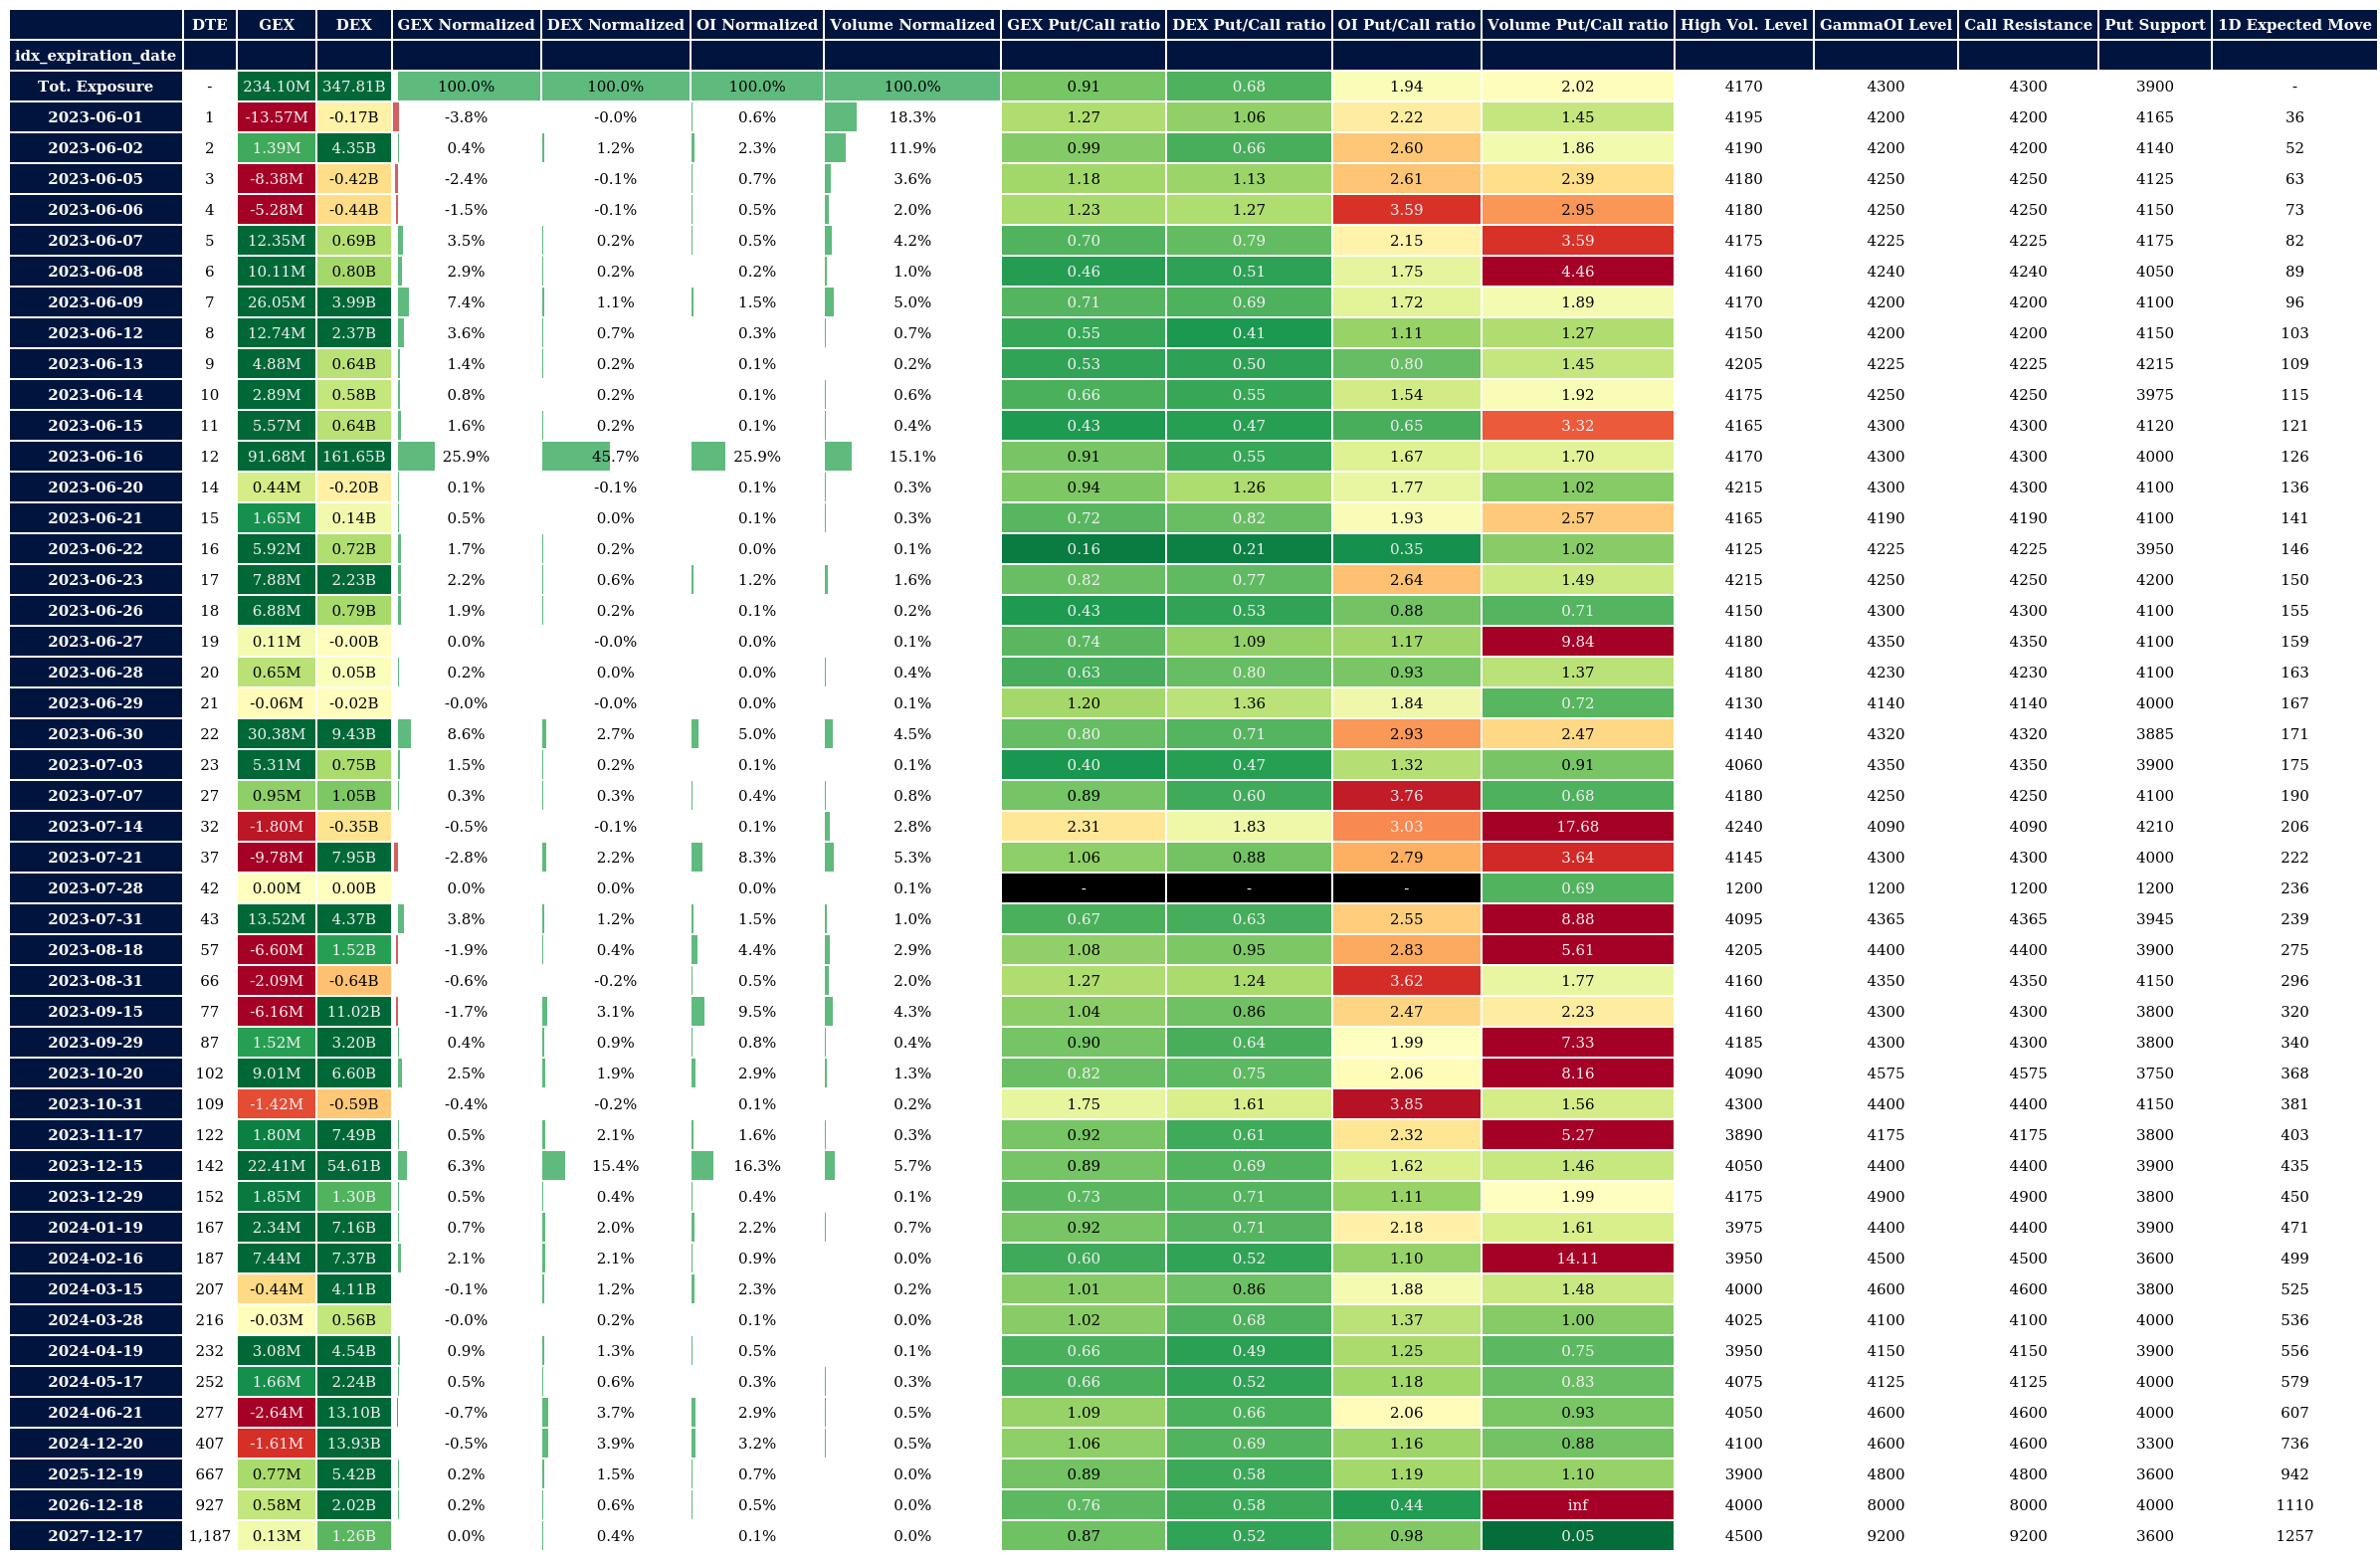 DTE GEX DEX GEX Normalized DEX Normalized OI Normalized Volume Normalized GEX Put/Call ratio DEX Put/Call ratio OI Put/Call ratio Volume Put/Call ratio High Vol. Level GammaOI Level Call Resistance Put Support 1D Expected Move
idx_expiration_date
Tot. Exposure - 234.10M 347.81B 100.0% 100.0% 100.0% 100.0% 0.91 0.68 1.94 2.02 4170 4300 4300 3900 -
2023-06-01 1 -13.57M -0.17B -3.8% -0.0% 0.6% 18.3% 1.27 1.06 2.22 1.45 4195 4200 4200 4165 36
2023-06-02 2 1.39M 4.35B 0.4% 1.2% 2.3% 11.9% 0.99 0.66 2.60 1.86 4190 4200 4200 4140 52
2023-06-05 3 -8.38M -0.42B -2.4% -0.1% 0.7% 3.6% 1.18 1.13 2.61 2.39 4180 4250 4250 4125 63
2023-06-06 4 -5.28M -0.44B -1.5% -0.1% 0.5% 2.0% 1.23 1.27 3.59 2.95 4180 4250 4250 4150 73
2023-06-07 5 12.35M 0.69B 3.5% 0.2% 0.5% 4.2% 0.70 0.79 2.15 3.59 4175 4225 4225 4175 82
2023-06-08 6 10.11M 0.80B 2.9% 0.2% 0.2% 1.0% 0.46 0.51 1.75 4.46 4160 4240 4240 4050 89
2023-06-09 7 26.05M 3.99B 7.4% 1.1% 1.5% 5.0% 0.71 0.69 1.72 1.89 4170 4200 4200 4100 96
2023-06-12 8 12.74M 2.37B 3.6% 0.7% 0.3% 0.7% 0.55 0.41 1.11 1.27 4150 4200 4200 4150 103
2023-06-13 9 4.88M 0.64B 1.4% 0.2% 0.1% 0.2% 0.53 0.50 0.80 1.45 4205 4225 4225 4215 109
2023-06-14 10 2.89M 0.58B 0.8% 0.2% 0.1% 0.6% 0.66 0.55 1.54 1.92 4175 4250 4250 3975 115
2023-06-15 11 5.57M 0.64B 1.6% 0.2% 0.1% 0.4% 0.43 0.47 0.65 3.32 4165 4300 4300 4120 121
2023-06-16 12 91.68M 161.65B 25.9% 45.7% 25.9% 15.1% 0.91 0.55 1.67 1.70 4170 4300 4300 4000 126
2023-06-20 14 0.44M -0.20B 0.1% -0.1% 0.1% 0.3% 0.94 1.26 1.77 1.02 4215 4300 4300 4100 136
2023-06-21 15 1.65M 0.14B 0.5% 0.0% 0.1% 0.3% 0.72 0.82 1.93 2.57 4165 4190 4190 4100 141
2023-06-22 16 5.92M 0.72B 1.7% 0.2% 0.0% 0.1% 0.16 0.21 0.35 1.02 4125 4225 4225 3950 146
2023-06-23 17 7.88M 2.23B 2.2% 0.6% 1.2% 1.6% 0.82 0.77 2.64 1.49 4215 4250 4250 4200 150
2023-06-26 18 6.88M 0.79B 1.9% 0.2% 0.1% 0.2% 0.43 0.53 0.88 0.71 4150 4300 4300 4100 155
2023-06-27 19 0.11M -0.00B 0.0% -0.0% 0.0% 0.1% 0.74 1.09 1.17 9.84 4180 4350 4350 4100 159
2023-06-28 20 0.65M 0.05B 0.2% 0.0% 0.0% 0.4% 0.63 0.80 0.93 1.37 4180 4230 4230 4100 163
2023-06-29 21 -0.06M -0.02B -0.0% -0.0% 0.0% 0.1% 1.20 1.36 1.84 0.72 4130 4140 4140 4000 167
2023-06-30 22 30.38M 9.43B 8.6% 2.7% 5.0% 4.5% 0.80 0.71 2.93 2.47 4140 4320 4320 3885 171
2023-07-03 23 5.31M 0.75B 1.5% 0.2% 0.1% 0.1% 0.40 0.47 1.32 0.91 4060 4350 4350 3900 175
2023-07-07 27 0.95M 1.05B 0.3% 0.3% 0.4% 0.8% 0.89 0.60 3.76 0.68 4180 4250 4250 4100 190
2023-07-14 32 -1.80M -0.35B -0.5% -0.1% 0.1% 2.8% 2.31 1.83 3.03 17.68 4240 4090 4090 4210 206
2023-07-21 37 -9.78M 7.95B -2.8% 2.2% 8.3% 5.3% 1.06 0.88 2.79 3.64 4145 4300 4300 4000 222
2023-07-28 42 0.00M 0.00B 0.0% 0.0% 0.0% 0.1% - - - 0.69 1200 1200 1200 1200 236
2023-07-31 43 13.52M 4.37B 3.8% 1.2% 1.5% 1.0% 0.67 0.63 2.55 8.88 4095 4365 4365 3945 239
2023-08-18 57 -6.60M 1.52B -1.9% 0.4% 4.4% 2.9% 1.08 0.95 2.83 5.61 4205 4400 4400 3900 275
2023-08-31 66 -2.09M -0.64B -0.6% -0.2% 0.5% 2.0% 1.27 1.24 3.62 1.77 4160 4350 4350 4150 296
2023-09-15 77 -6.16M 11.02B -1.7% 3.1% 9.5% 4.3% 1.04 0.86 2.47 2.23 4160 4300 4300 3800 320
2023-09-29 87 1.52M 3.20B 0.4% 0.9% 0.8% 0.4% 0.90 0.64 1.99 7.33 4185 4300 4300 3800 340
2023-10-20 102 9.01M 6.60B 2.5% 1.9% 2.9% 1.3% 0.82 0.75 2.06 8.16 4090 4575 4575 3750 368
2023-10-31 109 -1.42M -0.59B -0.4% -0.2% 0.1% 0.2% 1.75 1.61 3.85 1.56 4300 4400 4400 4150 381
2023-11-17 122 1.80M 7.49B 0.5% 2.1% 1.6% 0.3% 0.92 0.61 2.32 5.27 3890 4175 4175 3800 403
2023-12-15 142 22.41M 54.61B 6.3% 15.4% 16.3% 5.7% 0.89 0.69 1.62 1.46 4050 4400 4400 3900 435
2023-12-29 152 1.85M 1.30B 0.5% 0.4% 0.4% 0.1% 0.73 0.71 1.11 1.99 4175 4900 4900 3800 450
2024-01-19 167 2.34M 7.16B 0.7% 2.0% 2.2% 0.7% 0.92 0.71 2.18 1.61 3975 4400 4400 3900 471
2024-02-16 187 7.44M 7.37B 2.1% 2.1% 0.9% 0.0% 0.60 0.52 1.10 14.11 3950 4500 4500 3600 499
2024-03-15 207 -0.44M 4.11B -0.1% 1.2% 2.3% 0.2% 1.01 0.86 1.88 1.48 4000 4600 4600 3800 525
2024-03-28 216 -0.03M 0.56B -0.0% 0.2% 0.1% 0.0% 1.02 0.68 1.37 1.00 4025 4100 4100 4000 536
2024-04-19 232 3.08M 4.54B 0.9% 1.3% 0.5% 0.1% 0.66 0.49 1.25 0.75 3950 4150 4150 3900 556
2024-05-17 252 1.66M 2.24B 0.5% 0.6% 0.3% 0.3% 0.66 0.52 1.18 0.83 4075 4125 4125 4000 579
2024-06-21 277 -2.64M 13.10B -0.7% 3.7% 2.9% 0.5% 1.09 0.66 2.06 0.93 4050 4600 4600 4000 607
2024-12-20 407 -1.61M 13.93B -0.5% 3.9% 3.2% 0.5% 1.06 0.69 1.16 0.88 4100 4600 4600 3300 736
2025-12-19 667 0.77M 5.42B 0.2% 1.5% 0.7% 0.0% 0.89 0.58 1.19 1.10 3900 4800 4800 3600 942
2026-12-18 927 0.58M 2.02B 0.2% 0.6% 0.5% 0.0% 0.76 0.58 0.44 inf 4000 8000 8000 4000 1110
2027-12-17 1,187 0.13M 1.26B 0.0% 0.4% 0.1% 0.0% 0.87 0.52 0.98 0.05 4500 9200 9200 3600 1257